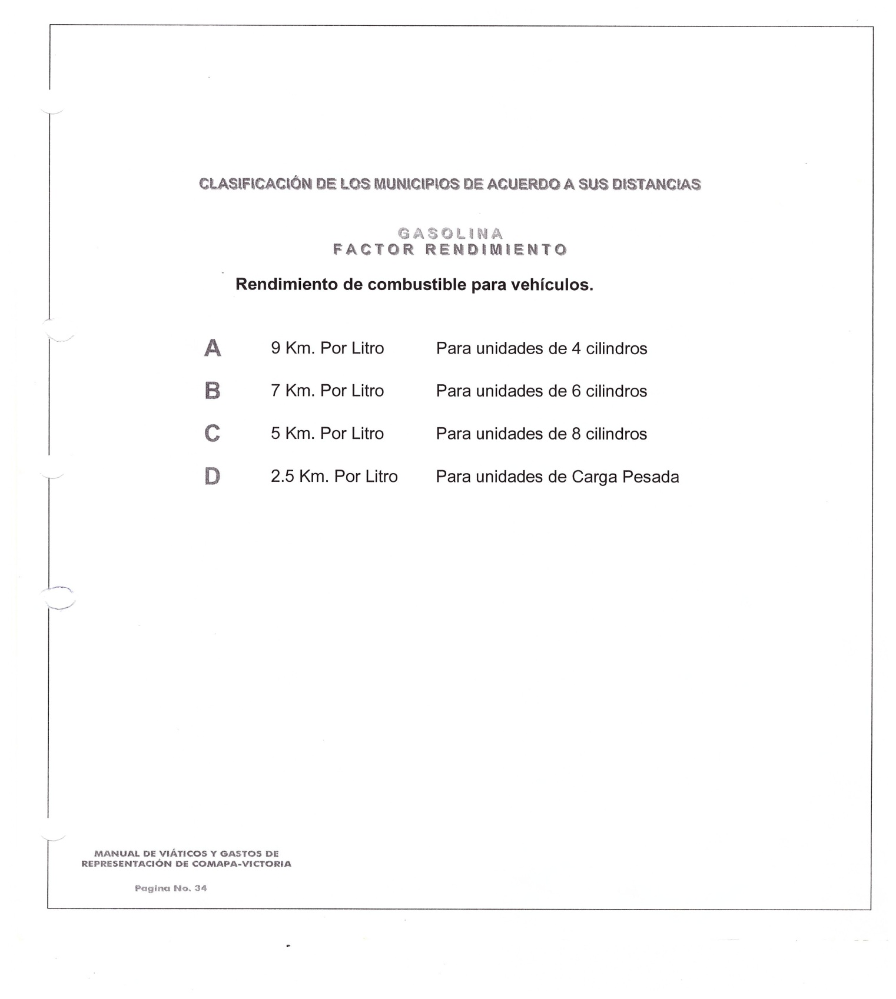 CLASIFICACIÓN DE LOS MUNICIPIOS DE ACUERDO A SUS DISTANCIAS
GASOLINA
FACTOR RENDIMIENTO
Rendimiento de combustible para vehículos.
A 9 Km. Por Litro Para unidades de 4 cilindros
B 7 Km. Por Litro Para unidades de 6 cilindros
C 5 Km. Por Litro Para unidades de 8 cilindros
D 2.5 Km. Por Litro Para unidades de Carga Pesada
MANUAL DE VIÁTICOS Y GASTOS DE
REPRESENTACIÓN DE COMAPA-VICTORIA
Pagina No. 34